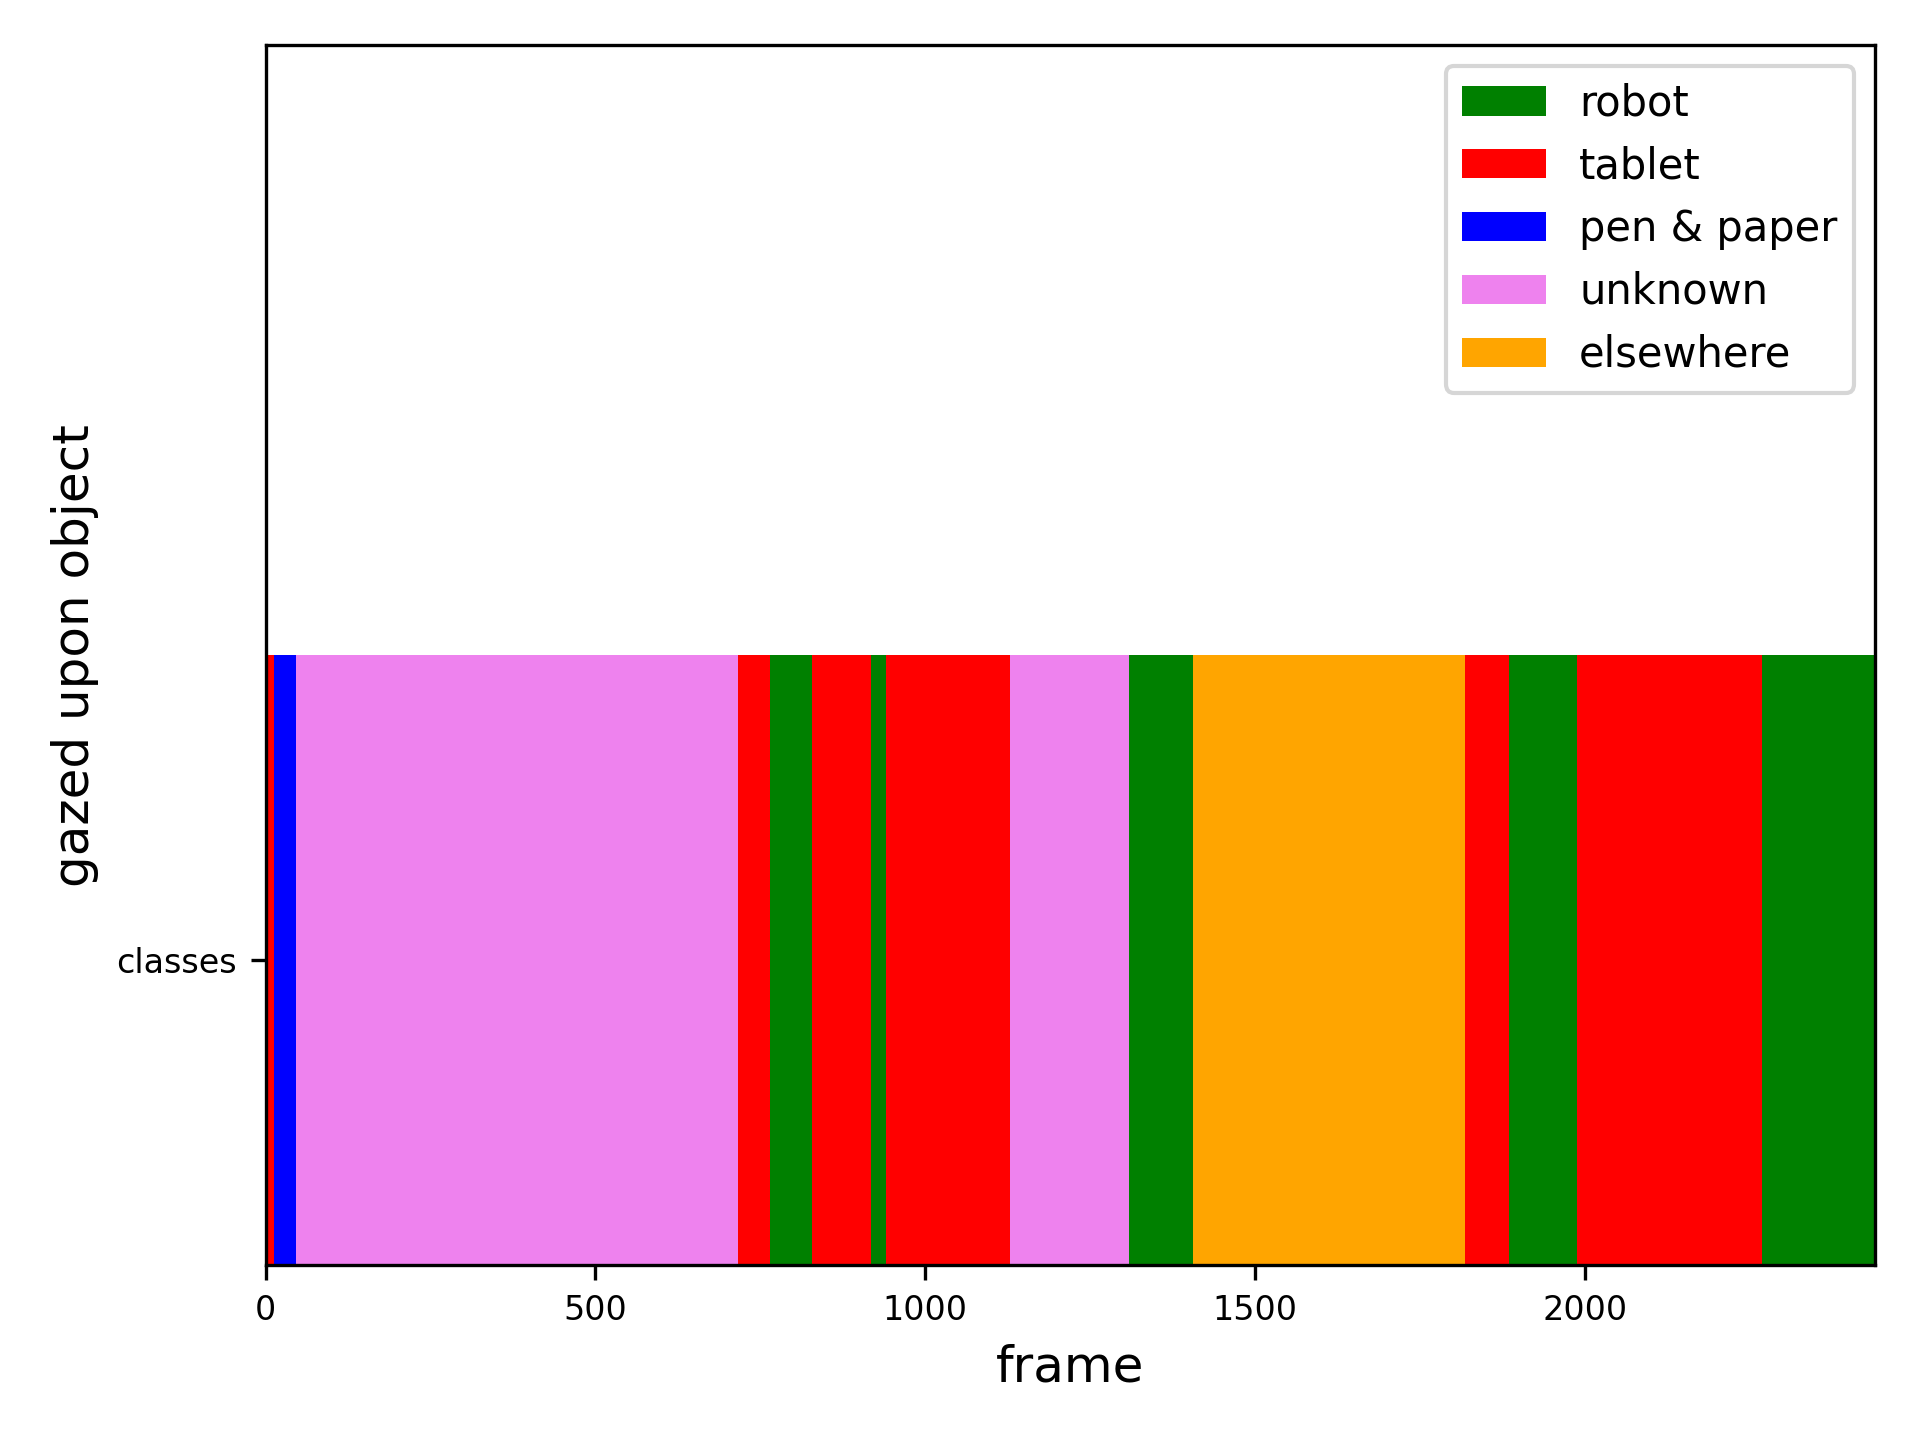 robot
tablet
pen & paper
unknown
elsewhere
gazed upon object
classes
0 500 1000 1500 2000
frame